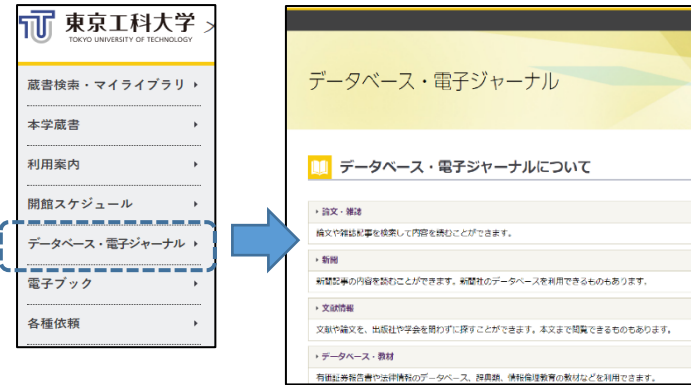 東京工科大学
TOKYO UNIVERSITY OF TECHNOLOGY
蔵書検索・マイライブラリ
本学蔵書
利用案内
開館スケジュール
データベース・電子ジャーナル
電子ブック
各種依頼
データベース・電子ジャーナル
データベース・電子ジャーナルについて
論文・雑誌
論文や雑誌記事を検索して内容を読むことができます。
新聞
新聞記事の内容を読むことができます。新聞社のデータベースを利用できるものもあります。
文献情報
文献や論文を、出版社や学会を問わずに探すことができます。本文まで閲覧できるものもあります。
データベース・教材
有価証券報告書や法律情報のデータベース、辞典類、情報倫理教育の教材などを利用できます。